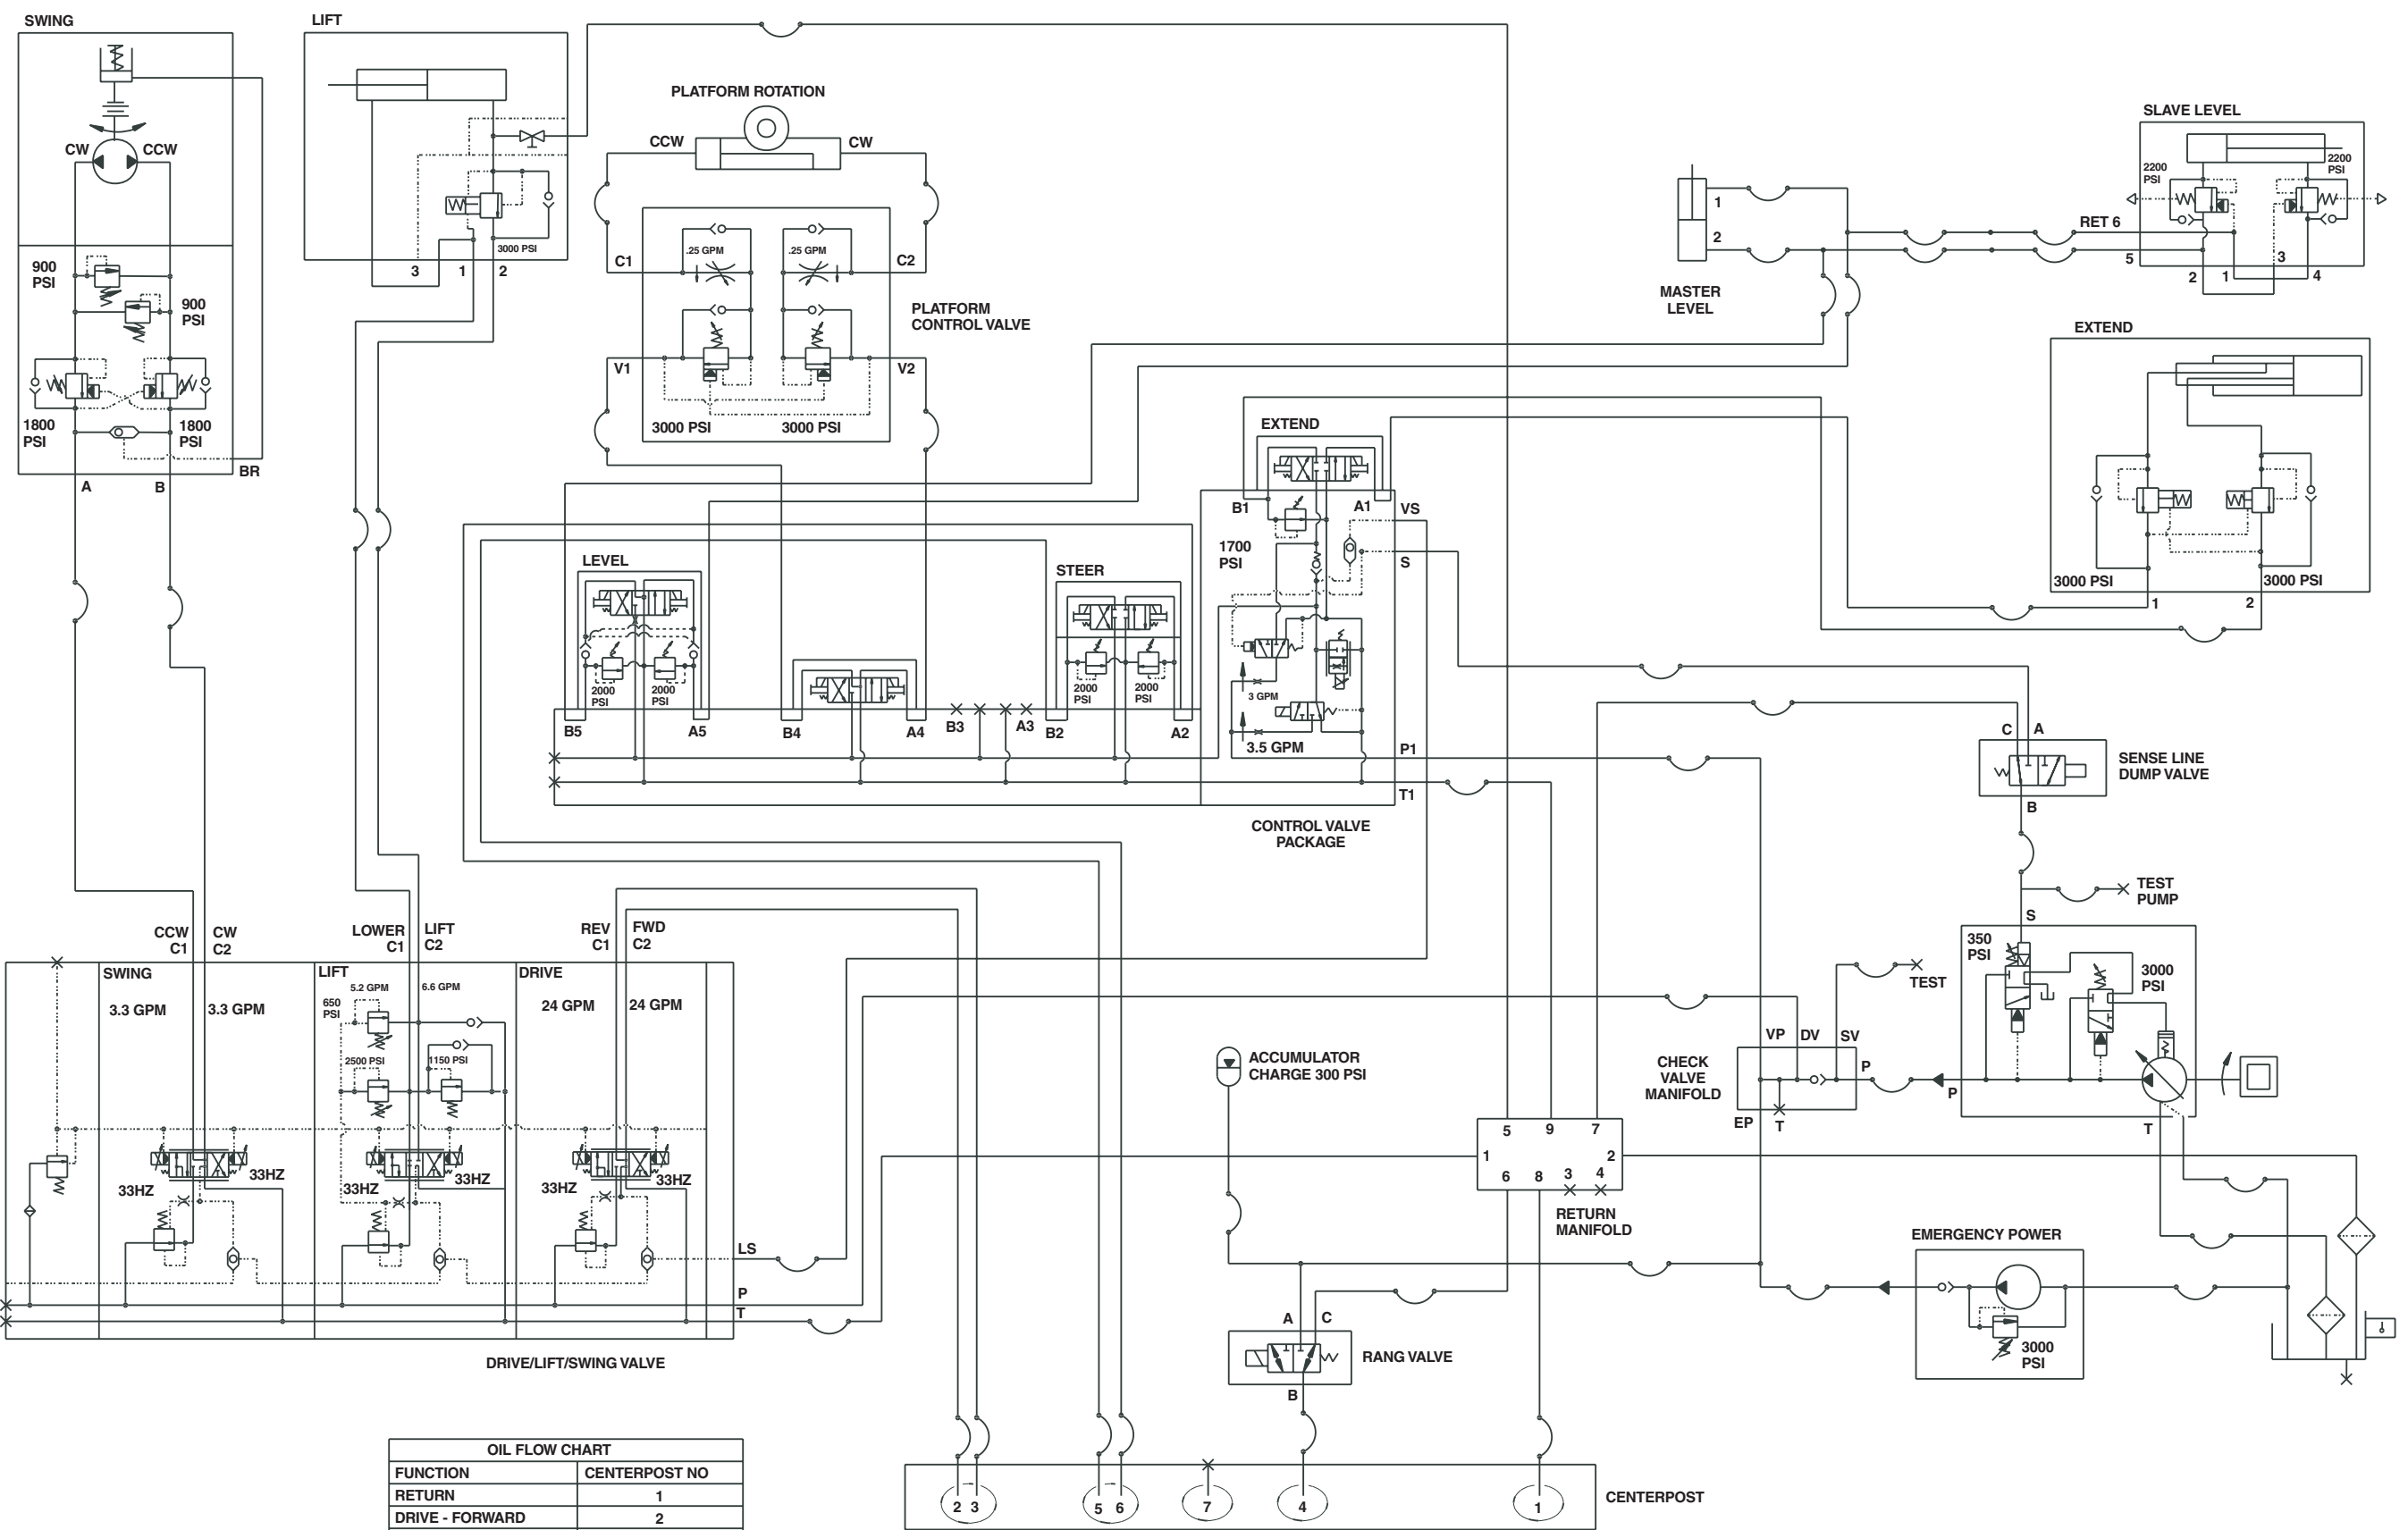 SWING
CW
CCW
900
PSI
900
PSI
1800
PSI
1800
PSI
BR
A
B
LIFT
3000 PSI
3
1
2
PLATFORM ROTATION
CCW
CW
.25 GPM
.25 GPM
C1
C2
PLATFORM
CONTROL VALVE
V1
V2
3000 PSI
3000 PSI
SLAVE LEVEL
2200
PSI
2200
PSI
RET 6
5
2
1
3
4
1
2
MASTER
LEVEL
EXTEND
3000 PSI
3000 PSI
1
2
EXTEND
B1
A1
VS
S
1700
PSI
3 GPM
3.5 GPM
P1
T1
CONTROL VALVE
PACKAGE
LEVEL
2000
PSI
2000
PSI
B5
A5
B4
A4
B3
A3
STEER
2000
PSI
2000
PSI
B2
A2
C
A
SENSE LINE
DUMP VALVE
B
TEST
PUMP
S
350
PSI
3000
PSI
TEST
VP
DV
SV
CHECK
VALVE
MANIFOLD
P
P
EP
T
T
CCW
C1
CW
C2
LOWER
C1
LIFT
C2
REV
C1
FWD
C2
SWING
3.3 GPM
3.3 GPM
LIFT
5.2 GPM
6.6 GPM
650
PSI
2500 PSI
1150 PSI
DRIVE
24 GPM
24 GPM
33HZ
33HZ
33HZ
33HZ
33HZ
33HZ
LS
P
T
DRIVE/LIFT/SWING VALVE
ACCUMULATOR
CHARGE 300 PSI
5
9
7
1
2
6
8
3
4
RETURN
MANIFOLD
A
C
RANG VALVE
B
EMERGENCY POWER
3000
PSI
OIL FLOW CHART
FUNCTION CENTERPOST NO
RETURN 1
DRIVE - FORWARD 2
2 3
5 6
7
4
1
CENTERPOST